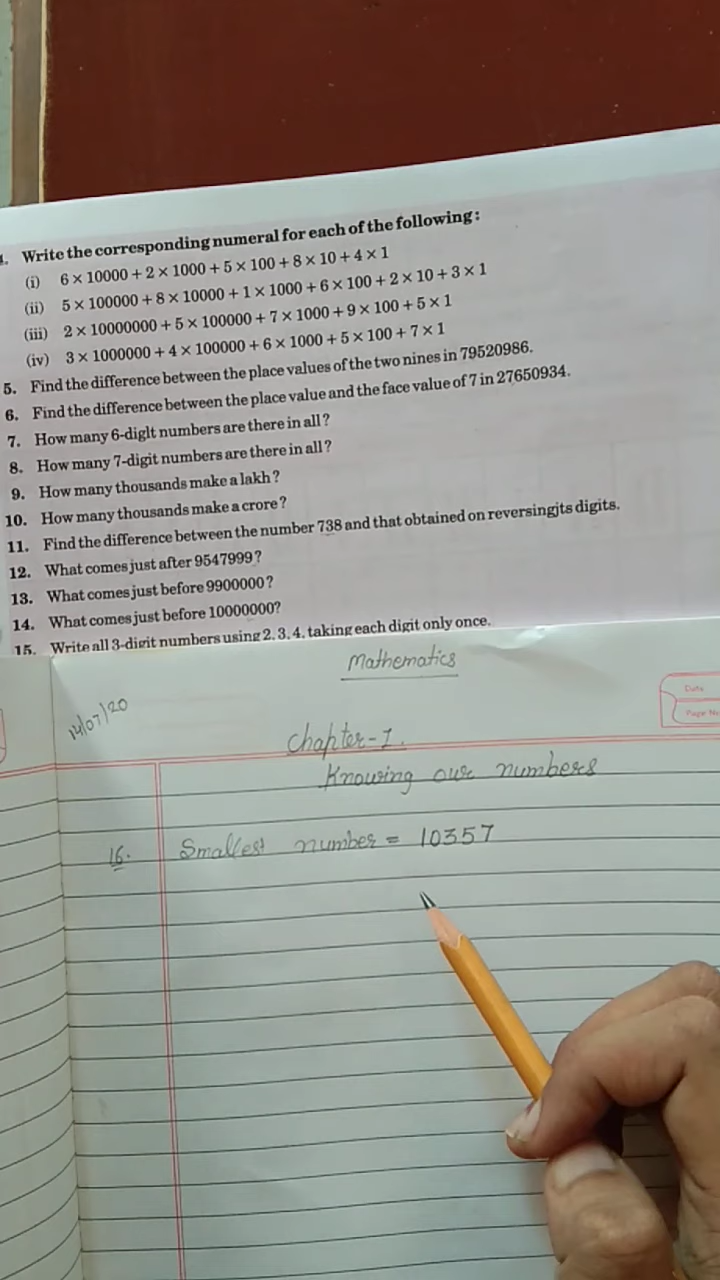 4. Write the corresponding numeral for each of the following:
(i) 6 × 10000 + 2 × 1000 + 5 × 100 + 8 × 10 + 4 × 1
(ii) 5 × 100000 + 8 × 10000 + 1 × 1000 + 6 × 100 + 2 × 10 + 3 × 1
(iii) 2 × 10000000 + 5 × 100000 + 7 × 1000 + 9 × 100 + 5 × 1
(iv) 3 × 1000000 + 4 × 100000 + 6 × 1000 + 5 × 100 + 7 × 1
5. Find the difference between the place values of the two nines in 79520986.
6. Find the difference between the place value and the face value of 7 in 27650934.
7. How many 6-digIt numbers are there in all?
8. How many 7-digit numbers are there in all?
9. How many thousands make a lakh?
10. How many thousands make a crore?
11. Find the difference between the number 738 and that obtained on reversingjts digits.
12. What comes just after 9547999?
13. What comes just before 9900000?
14. What comes just before 10000000?
15. Write all 3-digit numbers using 2, 3, 4, taking each digit only once.
Mathematics
Date
Page No
14/07/20
Chapter-1.
Knowing our numbers
16. Smallest number = 10357